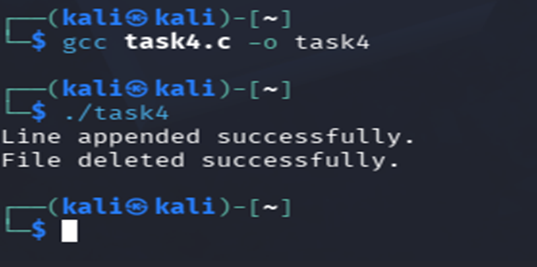 ┌──(kali㉿kali)-[~]
└─$ gcc task4.c -o task4
┌──(kali㉿kali)-[~]
└─$ ./task4
Line appended successfully.
File deleted successfully.
┌──(kali㉿kali)-[~]
└─$